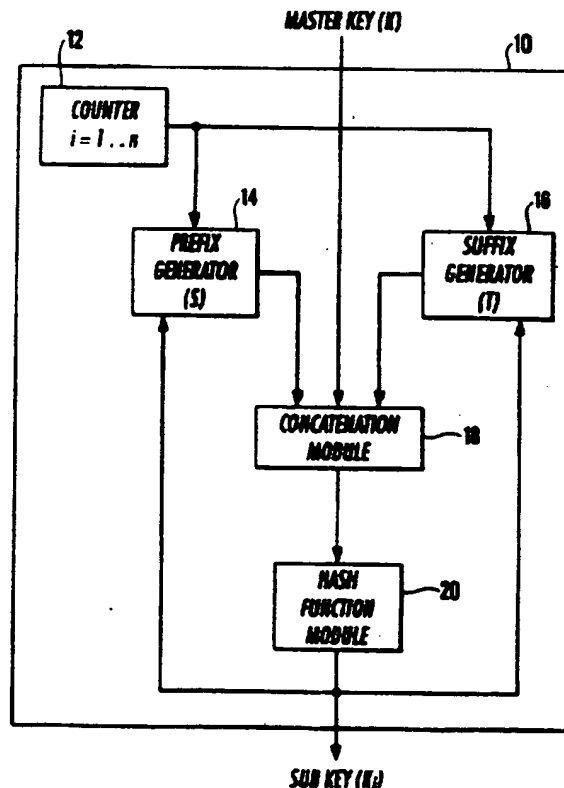 MASTER KEY (K)
10
12
COUNTER
i = 1 . . n
14
PREFIX
GENERATOR
(S)
16
SUFFIX
GENERATOR
(T)
CONCATENATION
MODULE
18
HASH
FUNCTION
MODULE
20
SUB KEY (Ki)